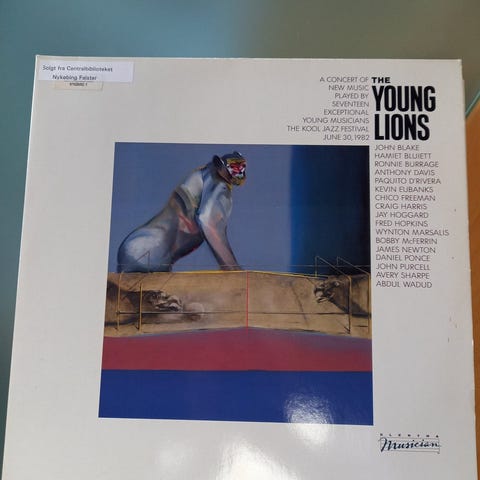 Solgt fra Centralbiblioteket
Nykøbing Falster
A CONCERT OF
NEW MUSIC
PLAYED BY
SEVENTEEN
EXCEPTIONAL
YOUNG MUSICIANS
THE KOOL JAZZ FESTIVAL
JUNE 30, 1982
THE
YOUNG
LIONS
JOHN BLAKE
HAMIET BLUIETT
RONNIE BURRAGE
ANTHONY DAVIS
PAQUITO D'RIVERA
KEVIN EUBANKS
CHICO FREEMAN
CRAIG HARRIS
JAY HOGGARD
FRED HOPKINS
WYNTON MARSALIS
BOBBY McFERRIN
JAMES NEWTON
DANIEL PONCE
JOHN PURCELL
AVERY SHARPE
ABDUL WADUD
ELEKTRA
Musician